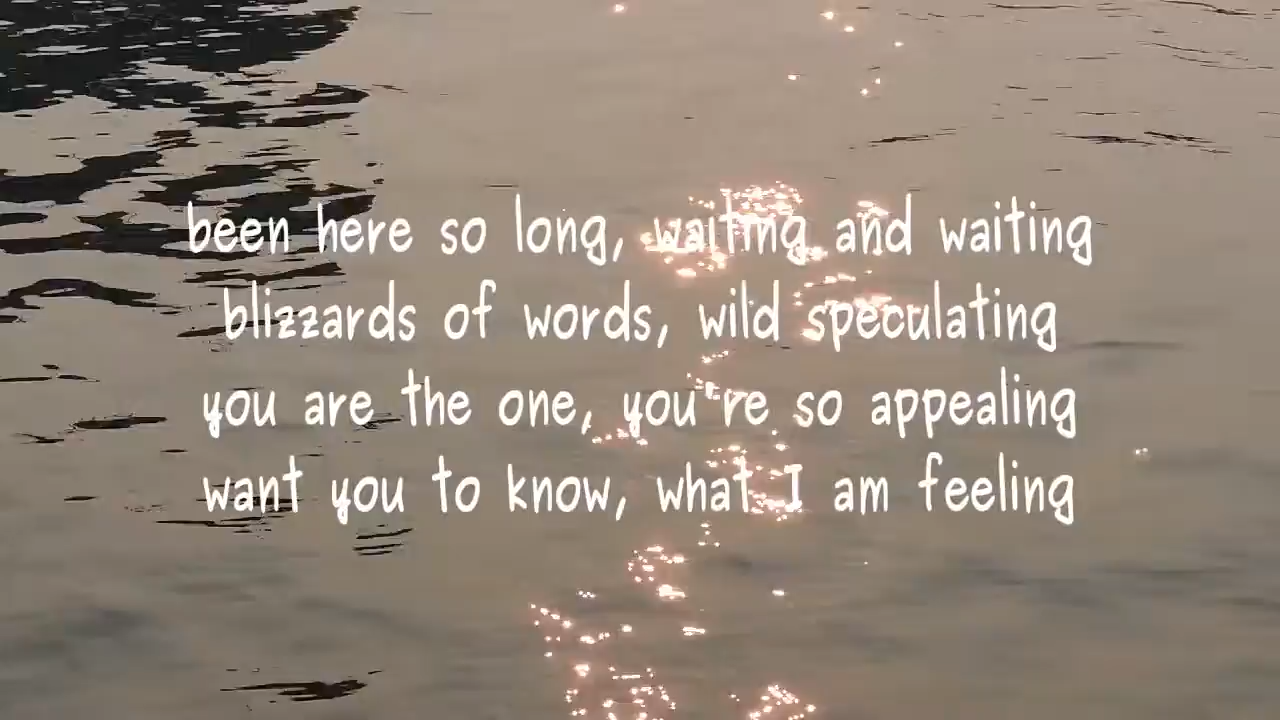 been here so long, waiting and waiting
blizzards of words, wild speculating
you are the one, you're so appealing
want you to know, what I am feeling